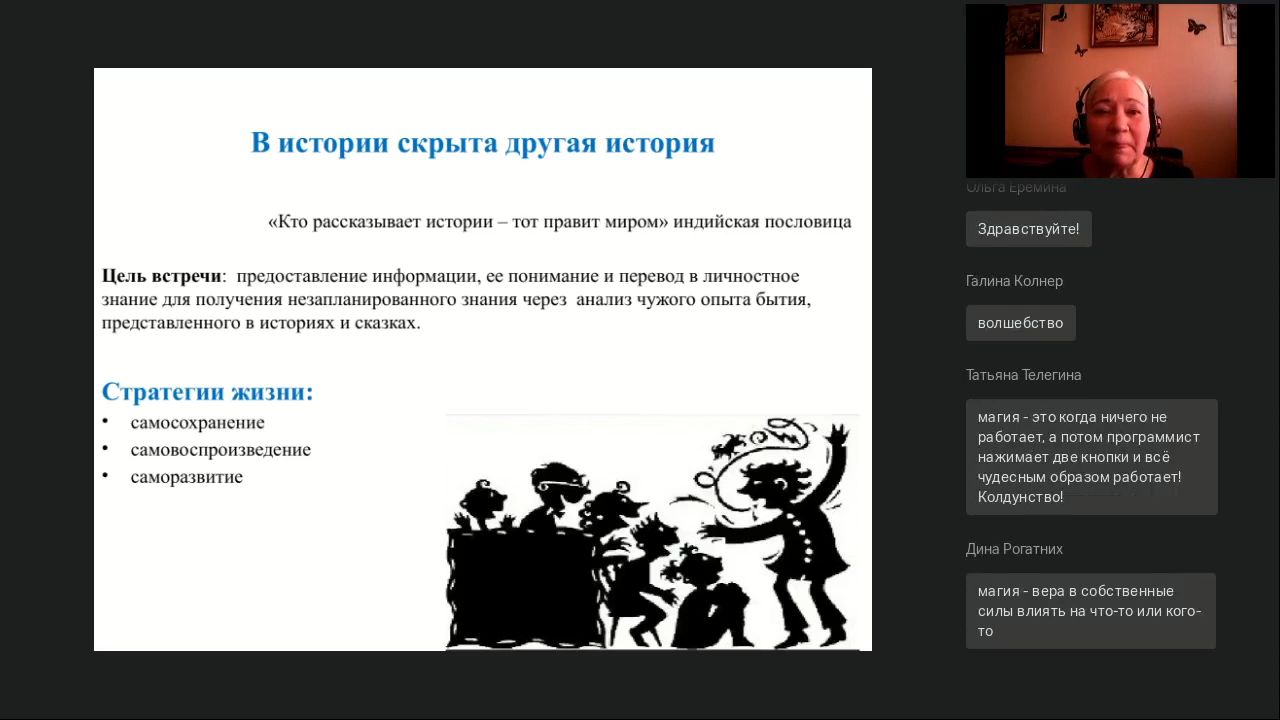 В истории скрыта другая история
«Кто рассказывает истории – тот правит миром» индийская пословица
Цель встречи:  предоставление информации, ее понимание и перевод в личностное
знание для получения незапланированного знания через  анализ чужого опыта бытия,
представленного в историях и сказках.
Стратегии жизни:
• самосохранение
• самовоспроизведение
• саморазвитие
Ольга Еремина
Здравствуйте!
Галина Колнер
волшебство
Татьяна Телегина
магия - это когда ничего не
работает, а потом программист
нажимает две кнопки и всё
чудесным образом работает!
Колдунство!
Дина Рогатних
магия - вера в собственные
силы влиять на что-то или кого-
то